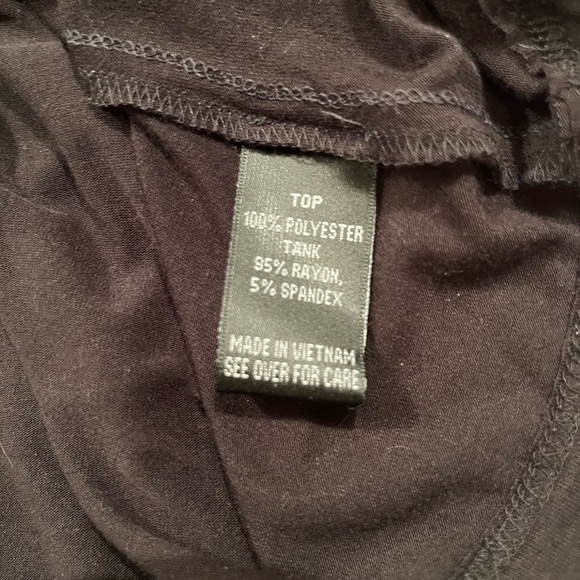 TOP
100% POLYESTER
TANK
95% RAYON,
5% SPANDEX
MADE IN VIETNAM
SEE OVER FOR CARE